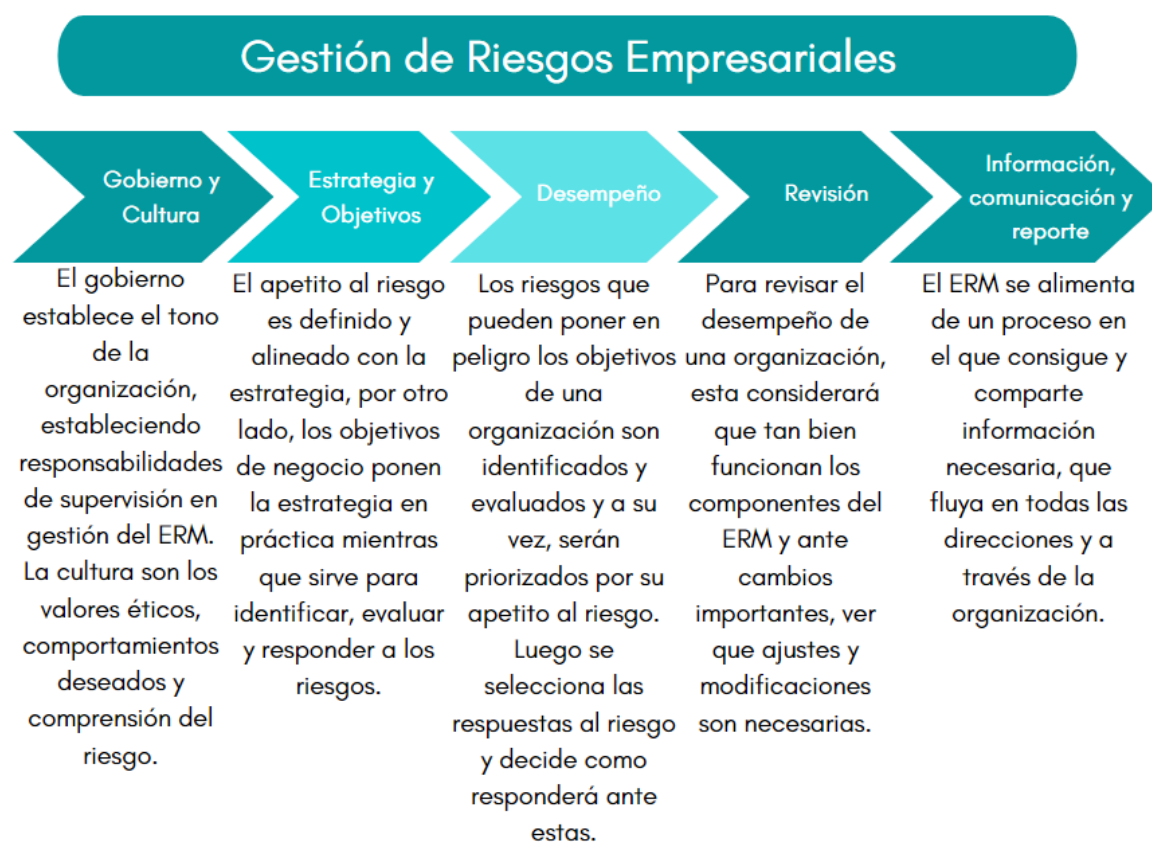 Gestión de Riesgos Empresariales
Gobierno y
Cultura
El gobierno
establece el tono
de la
organización,
estableciendo
responsabilidades
de supervisión en
gestión del ERM.
La cultura son los
valores éticos,
comportamientos
deseados y
comprensión del
riesgo.
Estrategia y
Objetivos
El apetito al riesgo
es definido y
alineado con la
estrategia, por otro
lado, los objetivos
de negocio ponen
la estrategia en
práctica mientras
que sirve para
identificar, evaluar
y responder a los
riesgos.
Desempeño
Los riesgos que
pueden poner en
peligro los objetivos
de una
organización son
identificados y
evaluados y a su
vez, serán
priorizados por su
apetito al riesgo.
Luego se
selecciona las
respuestas al riesgo
y decide como
responderá ante
estas.
Revisión
Para revisar el
desempeño de
una organización,
esta considerará
que tan bien
funcionan los
componentes del
ERM y ante
cambios
importantes, ver
que ajustes y
modificaciones
son necesarias.
Información,
comunicación y
reporte
El ERM se alimenta
de un proceso en
el que consigue y
comparte
información
necesaria, que
fluya en todas las
direcciones y a
través de la
organización.